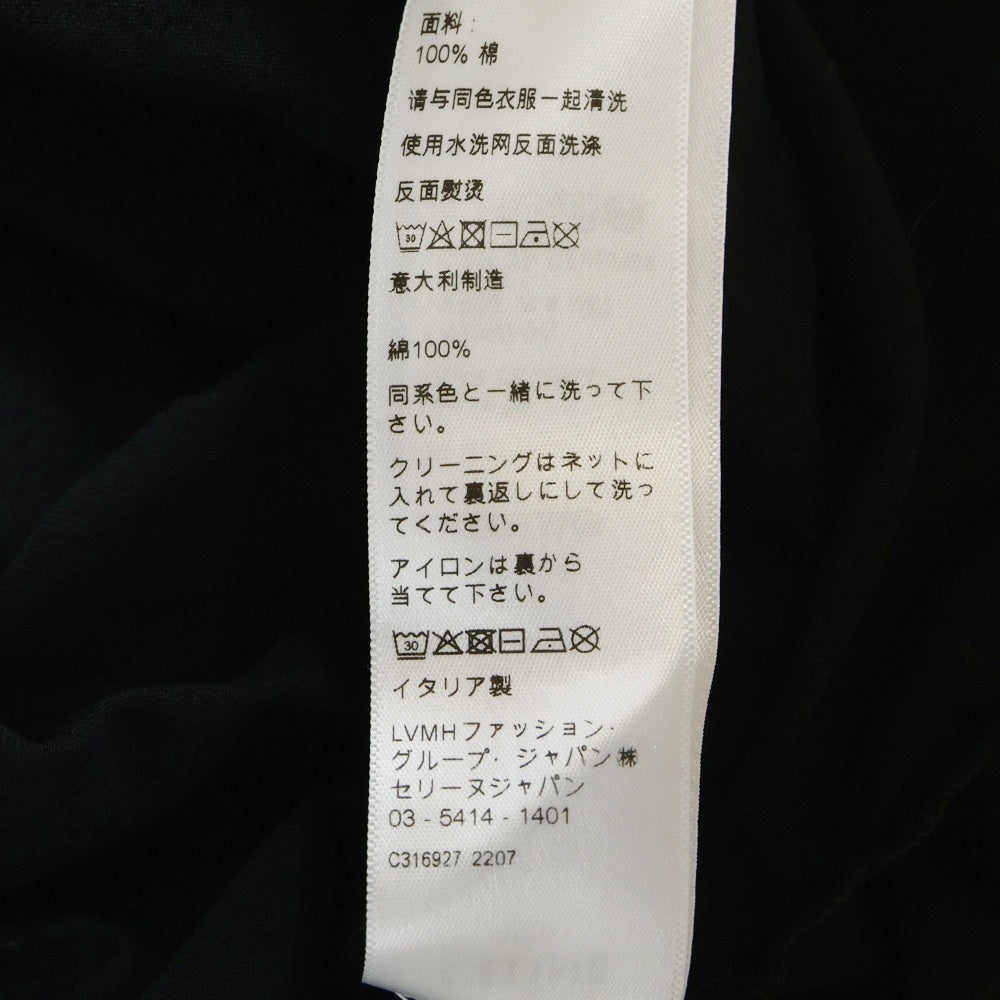 面料:
100% 棉
请与同色衣服一起清洗
使用水洗网反面洗涤
反面熨烫
30
意大利制造
綿100%
同系色と一緒に洗って下
さい。
クリーニングはネットに
入れて裏返しにして洗っ
てください。
アイロンは裏から
当てて下さい。
30
イタリア製
LVMHファッション・
グループ・ジャパン㈱
セリーヌジャパン
03 - 5414 - 1401
C316927 2207